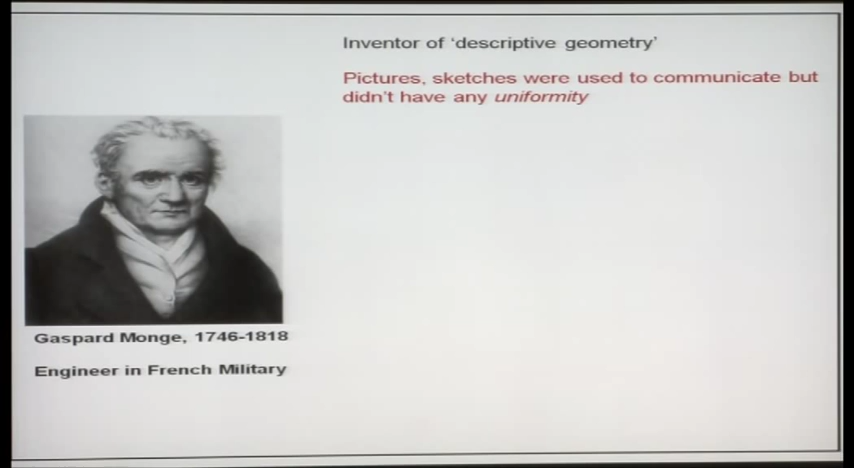 Inventor of ‘descriptive geometry’
Pictures, sketches were used to communicate but
didn’t have any uniformity
Gaspard Monge, 1746-1818
Engineer in French Military